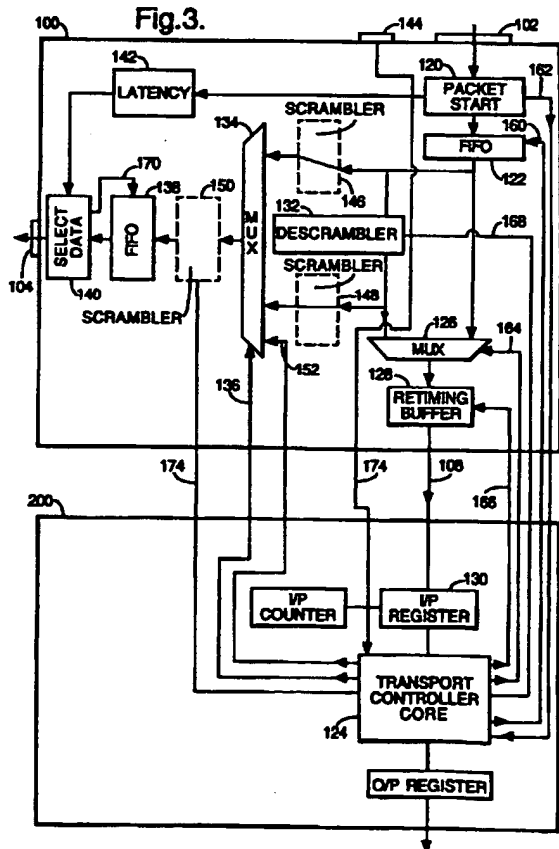 Fig.3.
100
144
102
142
120
162
LATENCY
PACKET
START
160
SCRAMBLER
134
FIFO
122
170
138
150
146
132
168
SELECT DATA
FIFO
MUX
DESCRAMBLER
104
SCRAMBLER
140
SCRAMBLER
148
126
152
MUX
164
136
128
RETIMING
BUFFER
174
174
108
166
200
130
I/P
COUNTER
I/P
REGISTER
TRANSPORT
CONTROLLER
CORE
124
O/P REGISTER